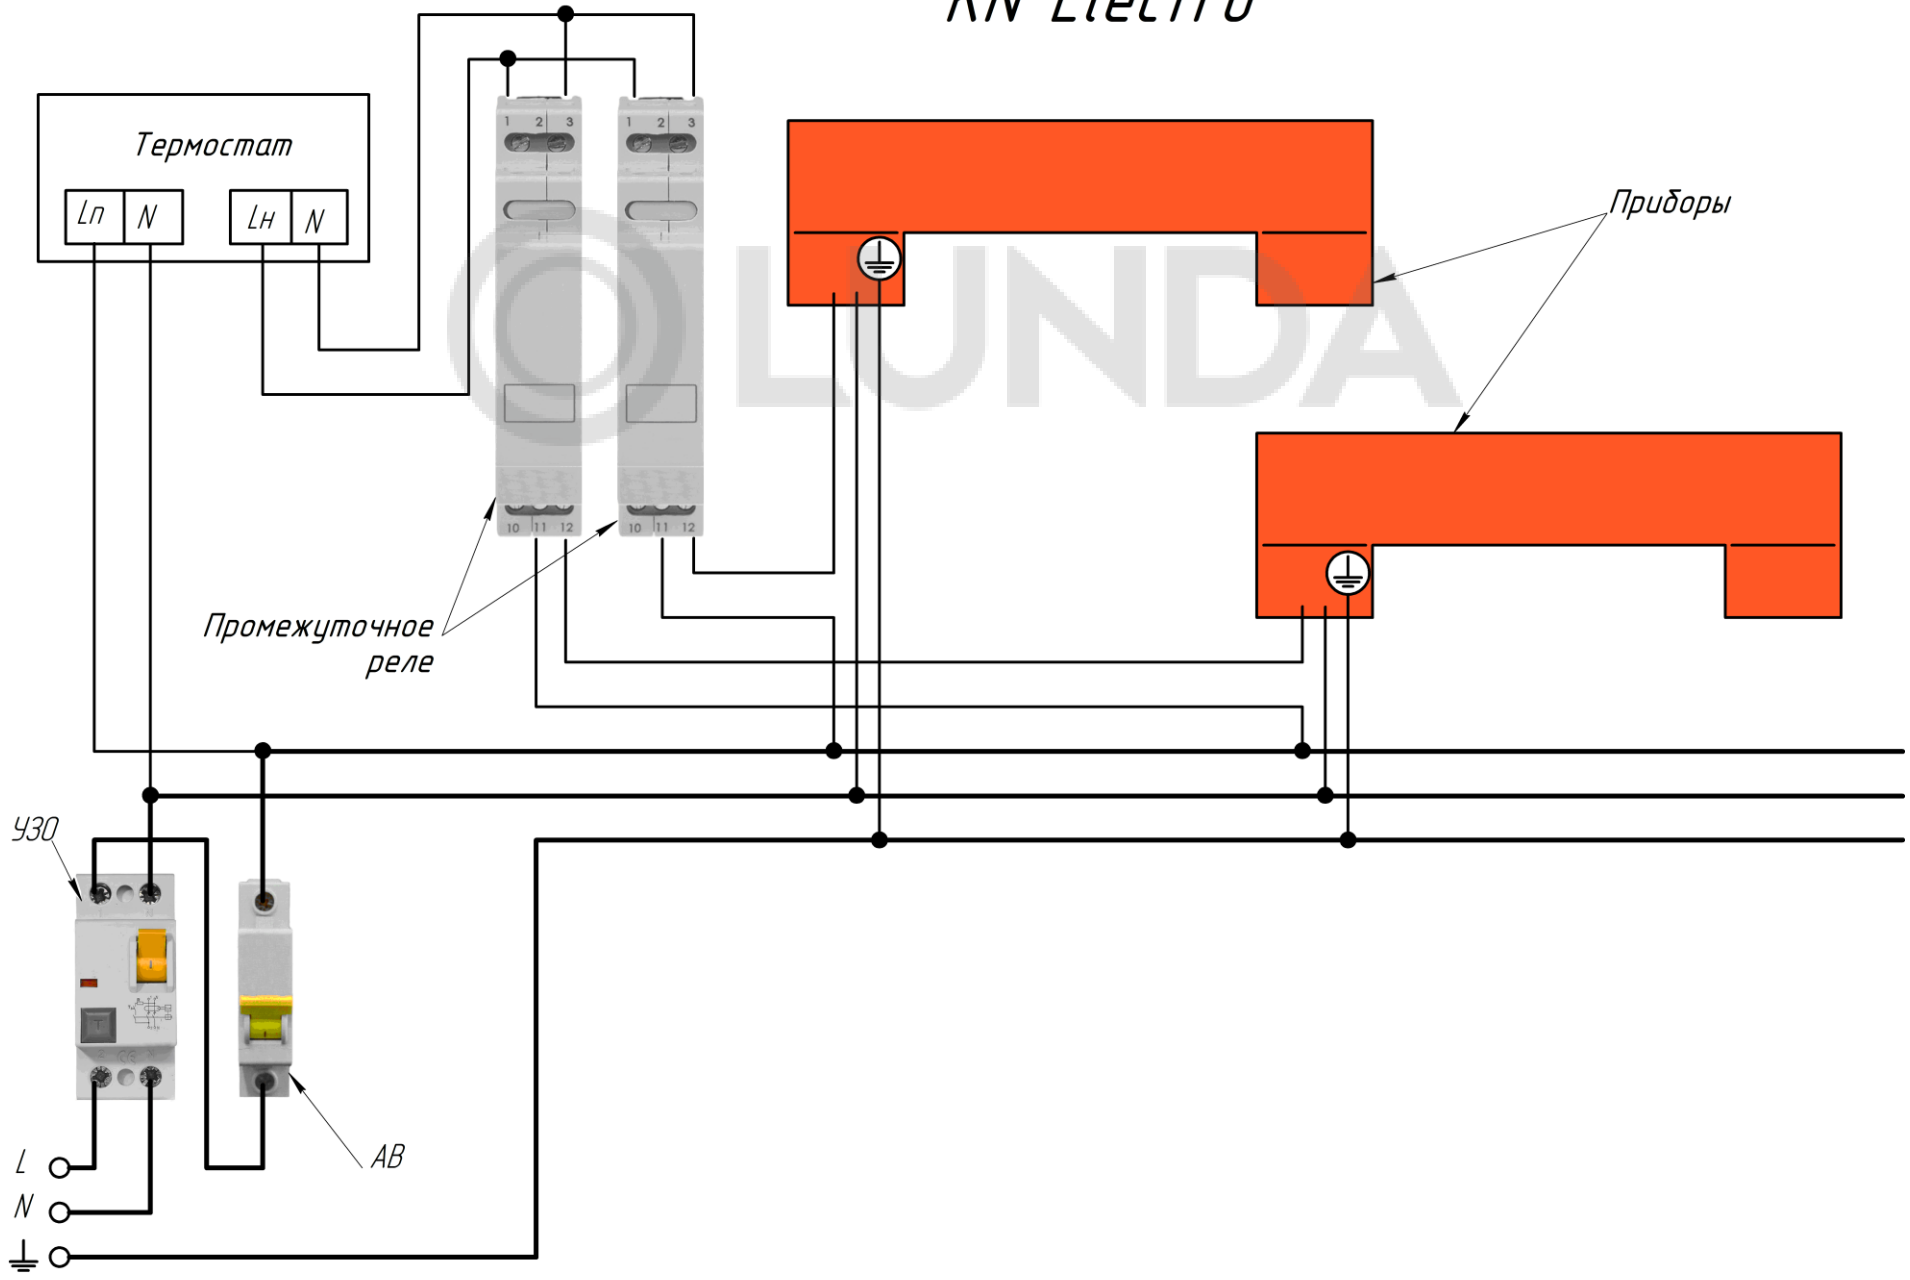 KN Electro
Термостат
Lп N Lн N
1 2 3
1 2 3
Приборы
LUNDA
10 11 12
10 11 12
Промежуточное
реле
УЗО
АВ
L
N